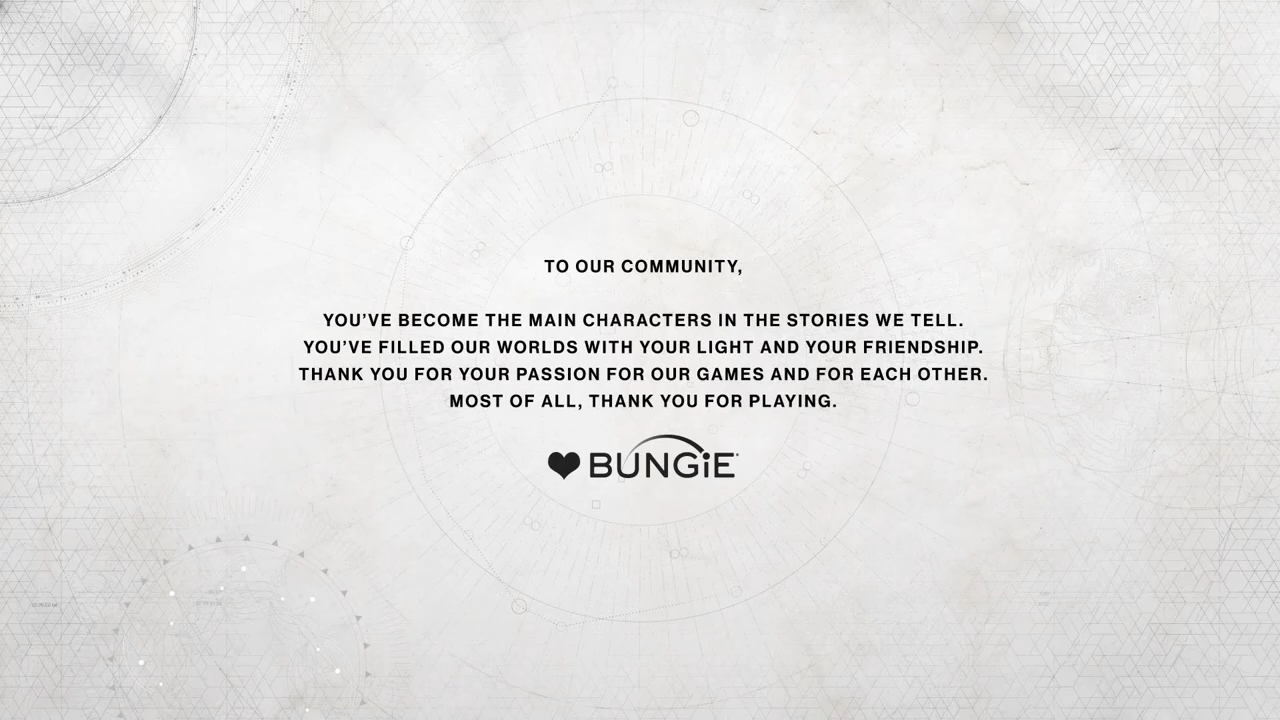 TO OUR COMMUNITY,
YOU'VE BECOME THE MAIN CHARACTERS IN THE STORIES WE TELL.
YOU'VE FILLED OUR WORLDS WITH YOUR LIGHT AND YOUR FRIENDSHIP.
THANK YOU FOR YOUR PASSION FOR OUR GAMES AND FOR EACH OTHER.
MOST OF ALL, THANK YOU FOR PLAYING.
BUNGiE